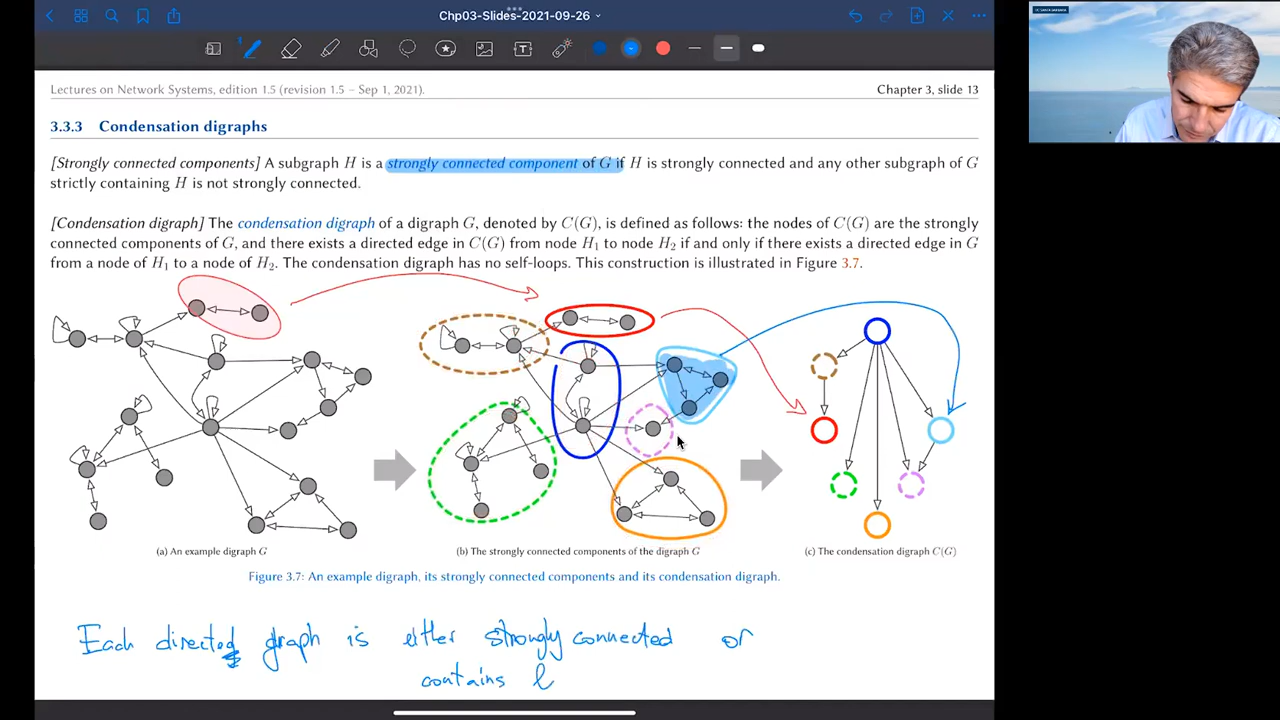 Chp03-Slides-2021-09-26
Lectures on Network Systems, edition 1.5 (revision 1.5 – Sep 1, 2021).
Chapter 3, slide 13
3.3.3 Condensation digraphs
[Strongly connected components] A subgraph H is a strongly connected component of G if H is strongly connected and any other subgraph of G
strictly containing H is not strongly connected.
[Condensation digraph] The condensation digraph of a digraph G, denoted by C(G), is defined as follows: the nodes of C(G) are the strongly
connected components of G, and there exists a directed edge in C(G) from node H₁ to node H₂ if and only if there exists a directed edge in G
from a node of H₁ to a node of H₂. The condensation digraph has no self-loops. This construction is illustrated in Figure 3.7.
(a) An example digraph G
(b) The strongly connected components of the digraph G
(c) The condensation digraph C(G)
Figure 3.7: An example digraph, its strongly connected components and its condensation digraph.
Each directed graph is either strongly connected or
contains l